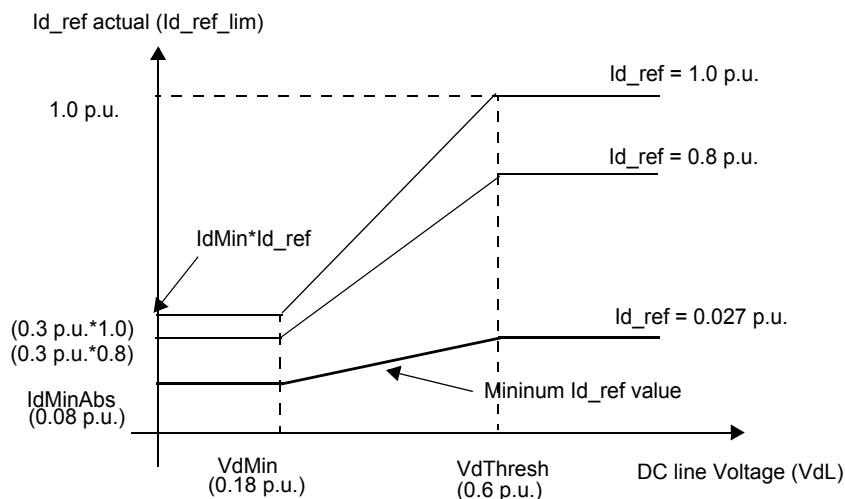 Id_ref actual (Id_ref_lim)
Id_ref = 1.0 p.u.
1.0 p.u.
Id_ref = 0.8 p.u.
IdMin*Id_ref
(0.3 p.u.*1.0)
(0.3 p.u.*0.8)
Id_ref = 0.027 p.u.
IdMinAbs
(0.08 p.u.)
Mininum Id_ref value
VdMin
(0.18 p.u.)
VdThresh
(0.6 p.u.)
DC line Voltage (VdL)